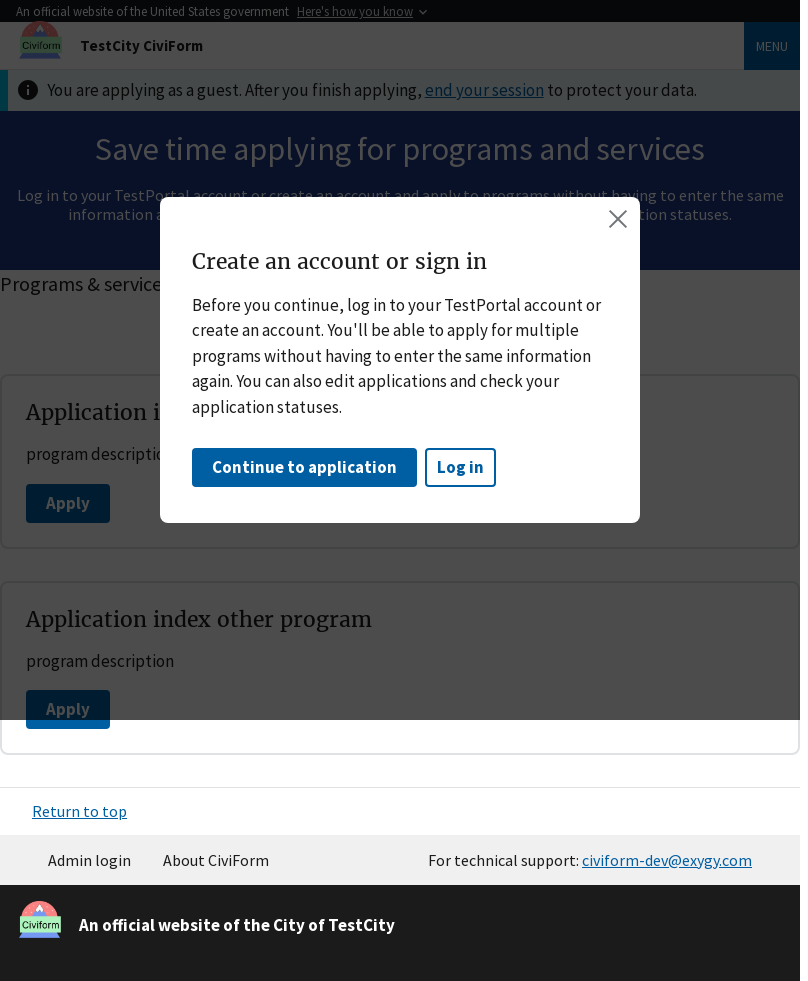 An official website of the United States government Here's how you know
Civiform
TestCity CiviForm
MENU
You are applying as a guest. After you finish applying, end your session to protect your data.
Save time applying for programs and services
Log in to your TestPortal account or create an account and apply to programs without having to enter the same
information a
tion statuses.
Create an account or sign in
Before you continue, log in to your TestPortal account or
create an account. You'll be able to apply for multiple
programs without having to enter the same information
again. You can also edit applications and check your
application statuses.
Continue to application
Log in
Programs & service
Application i
program descriptio
Apply
Application index other program
program description
Apply
Return to top
Admin login
About CiviForm
For technical support: civiform-dev@exygy.com
Civiform
An official website of the City of TestCity